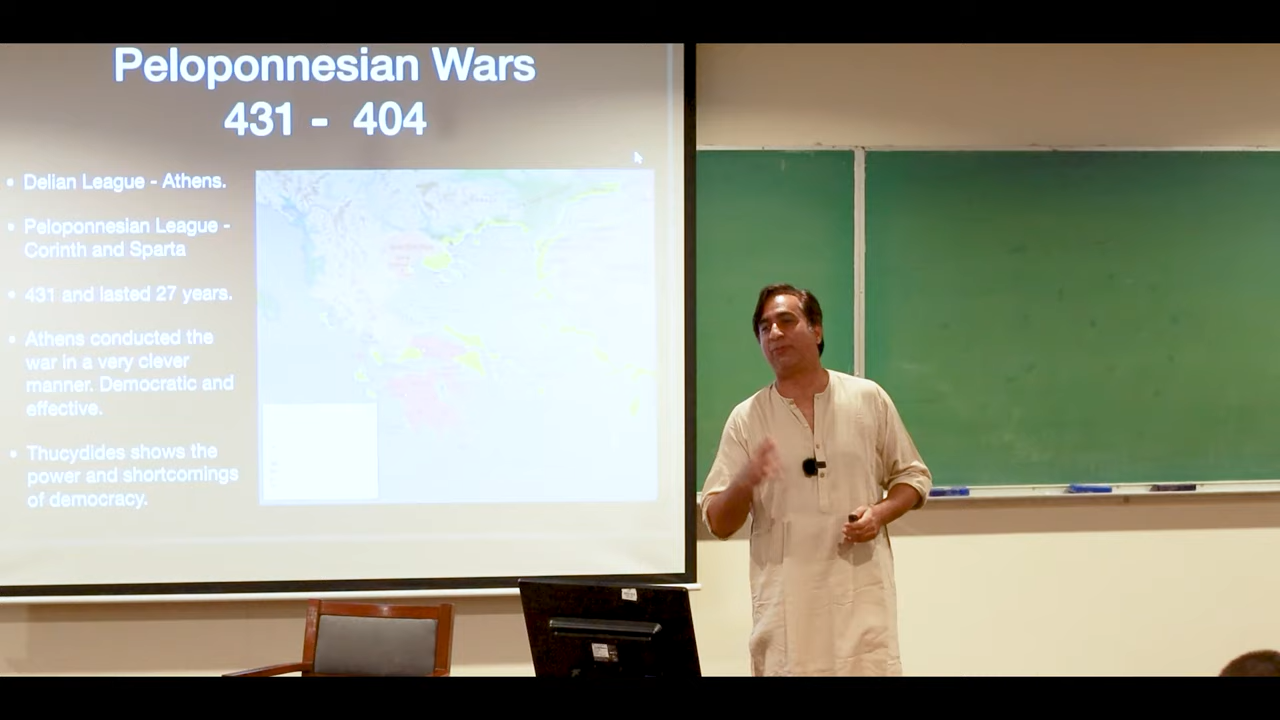 Peloponnesian Wars
431 - 404
• Delian League - Athens.
• Peloponnesian League -
Corinth and Sparta
• 431 and lasted 27 years.
• Athens conducted the
war in a very clever
manner. Democratic and
effective.
• Thucydides shows the
power and shortcomings
of democracy.